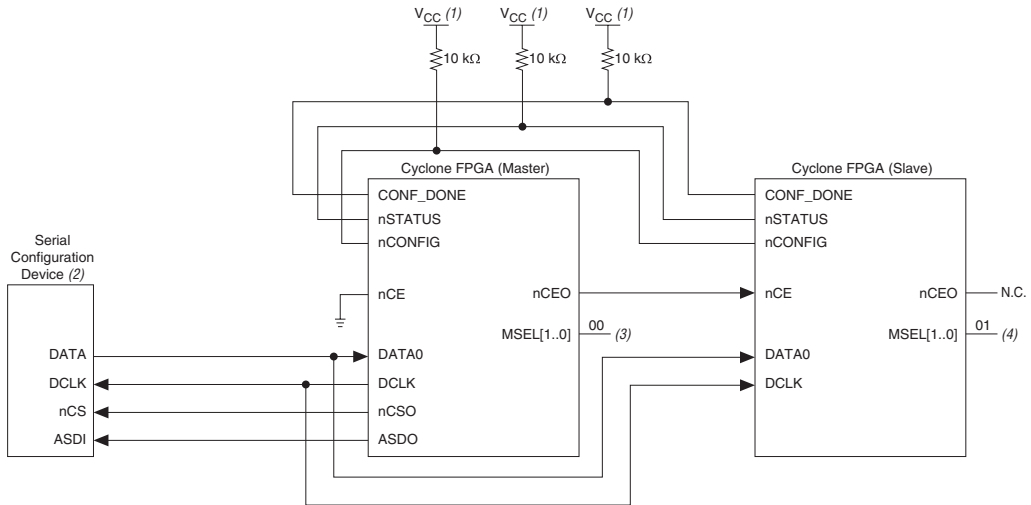 VCC (1)
VCC (1)
VCC (1)
10 kΩ
10 kΩ
10 kΩ
Cyclone FPGA (Master)
CONF_DONE
nSTATUS
nCONFIG
nCE
nCEO
MSEL[1..0]
00
(3)
DATA0
DCLK
nCSO
ASDO
Cyclone FPGA (Slave)
CONF_DONE
nSTATUS
nCONFIG
nCE
nCEO
N.C.
MSEL[1..0]
01
(4)
DATA0
DCLK
Serial
Configuration
Device (2)
DATA
DCLK
nCS
ASDI